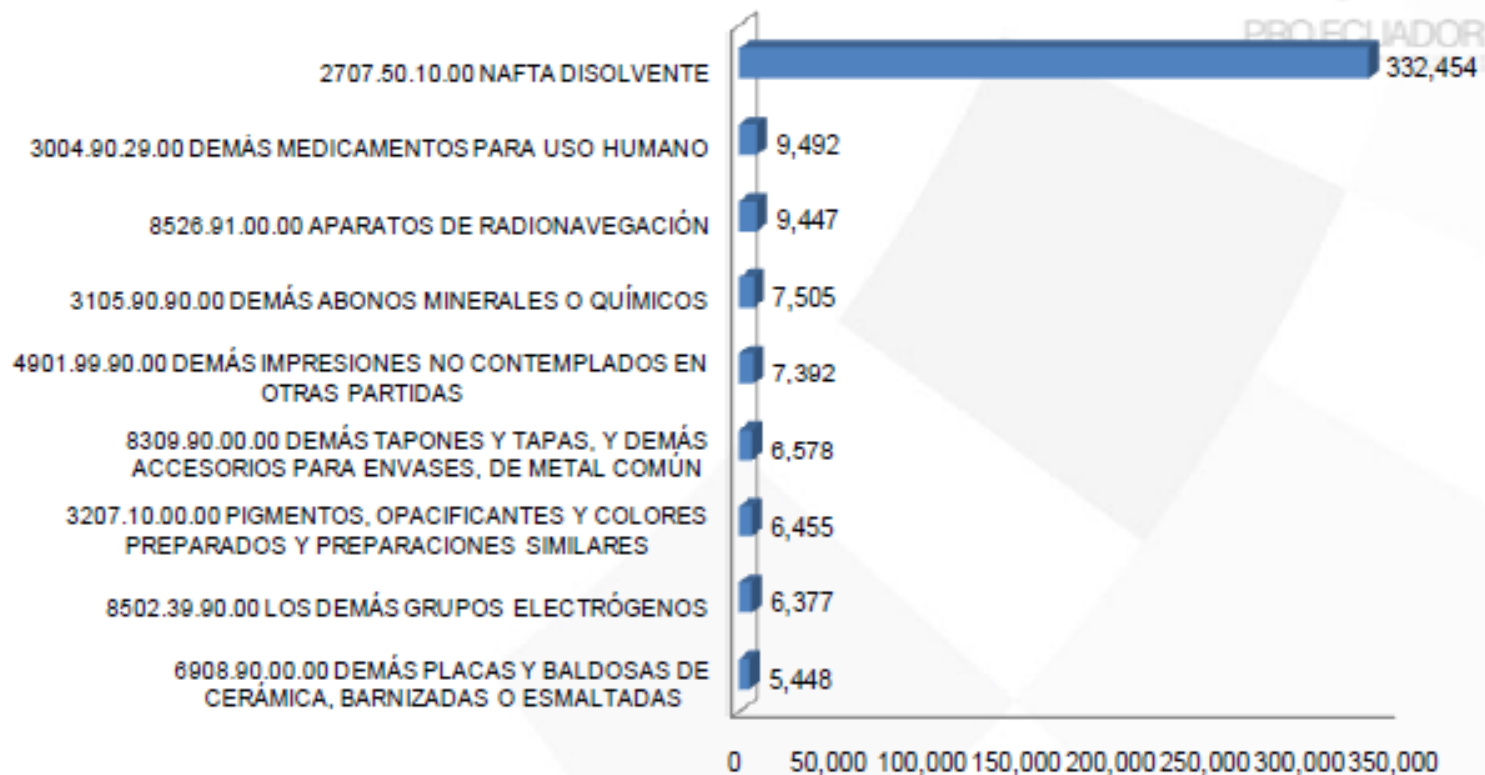 PRO ECUADOR
2707.50.10.00 NAFTA DISOLVENTE
332,454
3004.90.29.00 DEMÁS MEDICAMENTOS PARA USO HUMANO
9,492
8526.91.00.00 APARATOS DE RADIONAVEGACIÓN
9,447
3105.90.90.00 DEMÁS ABONOS MINERALES O QUÍMICOS
7,505
4901.99.90.00 DEMÁS IMPRESIONES NO CONTEMPLADOS EN
OTRAS PARTIDAS
7,392
8309.90.00.00 DEMÁS TAPONES Y TAPAS, Y DEMÁS
ACCESORIOS PARA ENVASES, DE METAL COMÚN
6,578
3207.10.00.00 PIGMENTOS, OPACIFICANTES Y COLORES
PREPARADOS Y PREPARACIONES SIMILARES
6,455
8502.39.90.00 LOS DEMÁS GRUPOS ELECTRÓGENOS
6,377
6908.90.00.00 DEMÁS PLACAS Y BALDOSAS DE
CERÁMICA, BARNIZADAS O ESMALTADAS
5,448
0 50,000 100,000 150,000 200,000 250,000 300,000 350,000